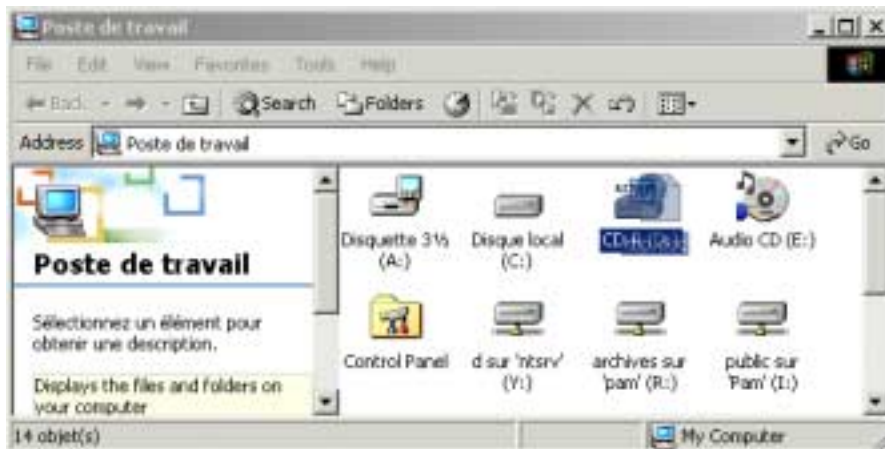 Poste de travail
File Edit View Favorites Tools Help
Back Search Folders
Address Poste de travail Go
Poste de travail
Sélectionnez un élément pour
obtenir une description.
Displays the files and folders on
your computer
Disquette 3½
(A:)
Disque local
(C:)
Audio CD (E:)
Control Panel
d sur 'ntsrv'
(Y:)
archives sur
'pam' (R:)
public sur
'Pam' (I:)
14 objet(s) My Computer